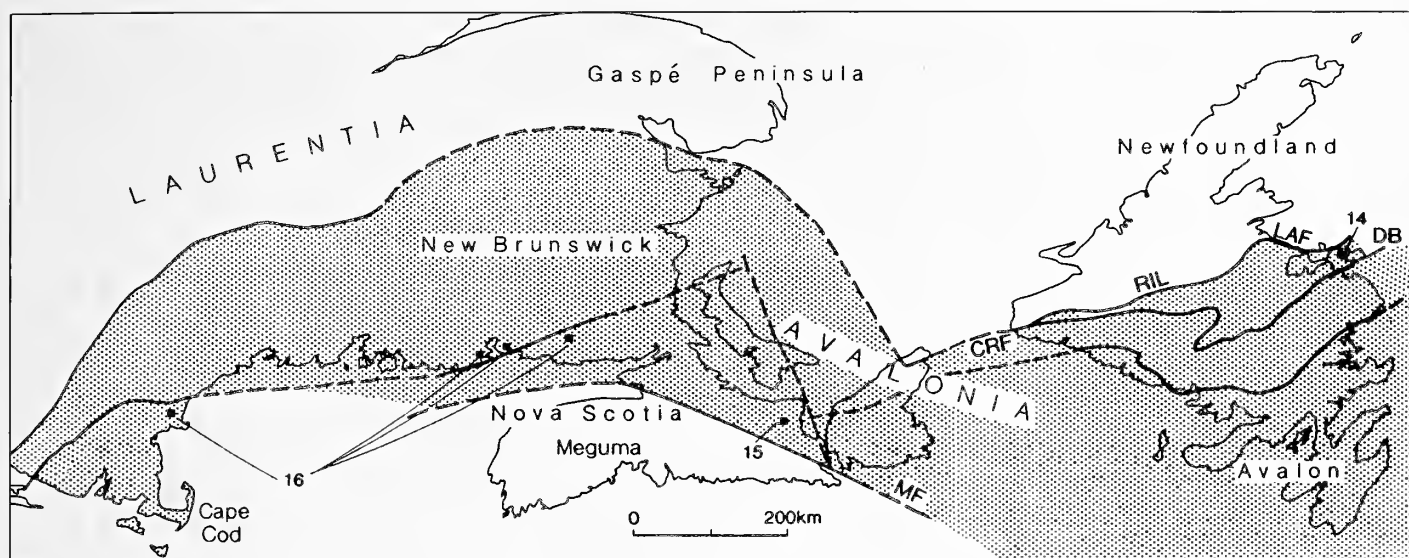 Gaspé Peninsula
LAURENTIA
Newfoundland
14
LAF
DB
New Brunswick
RIL
AVALONIA
CRF
Nova Scotia
Meguma
15
16
MF
Avalon
Cape
Cod
0 200km